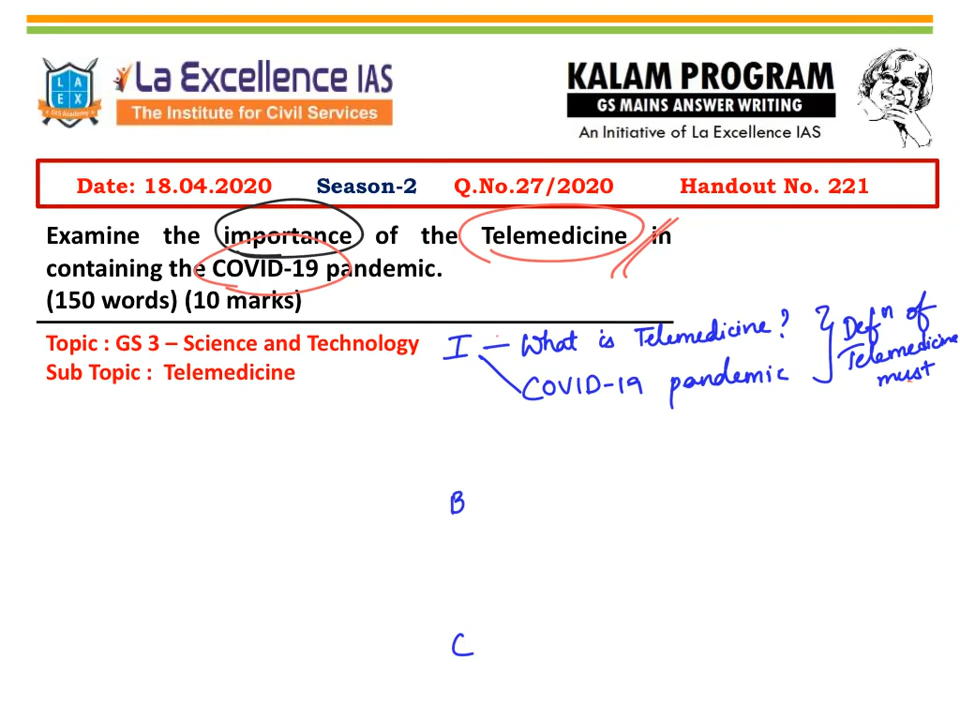 L A
E X
GS Academy
La Excellence IAS
The Institute for Civil Services
KALAM PROGRAM
GS MAINS ANSWER WRITING
An Initiative of La Excellence IAS
Date: 18.04.2020 Season-2 Q.No.27/2020 Handout No. 221
Examine the importance of the Telemedicine in
containing the COVID-19 pandemic.
(150 words) (10 marks)
Topic : GS 3 – Science and Technology
Sub Topic : Telemedicine
I - What is Telemedicine?
COVID-19 pandemic
Defⁿ of
Telemedicine
must
B
C